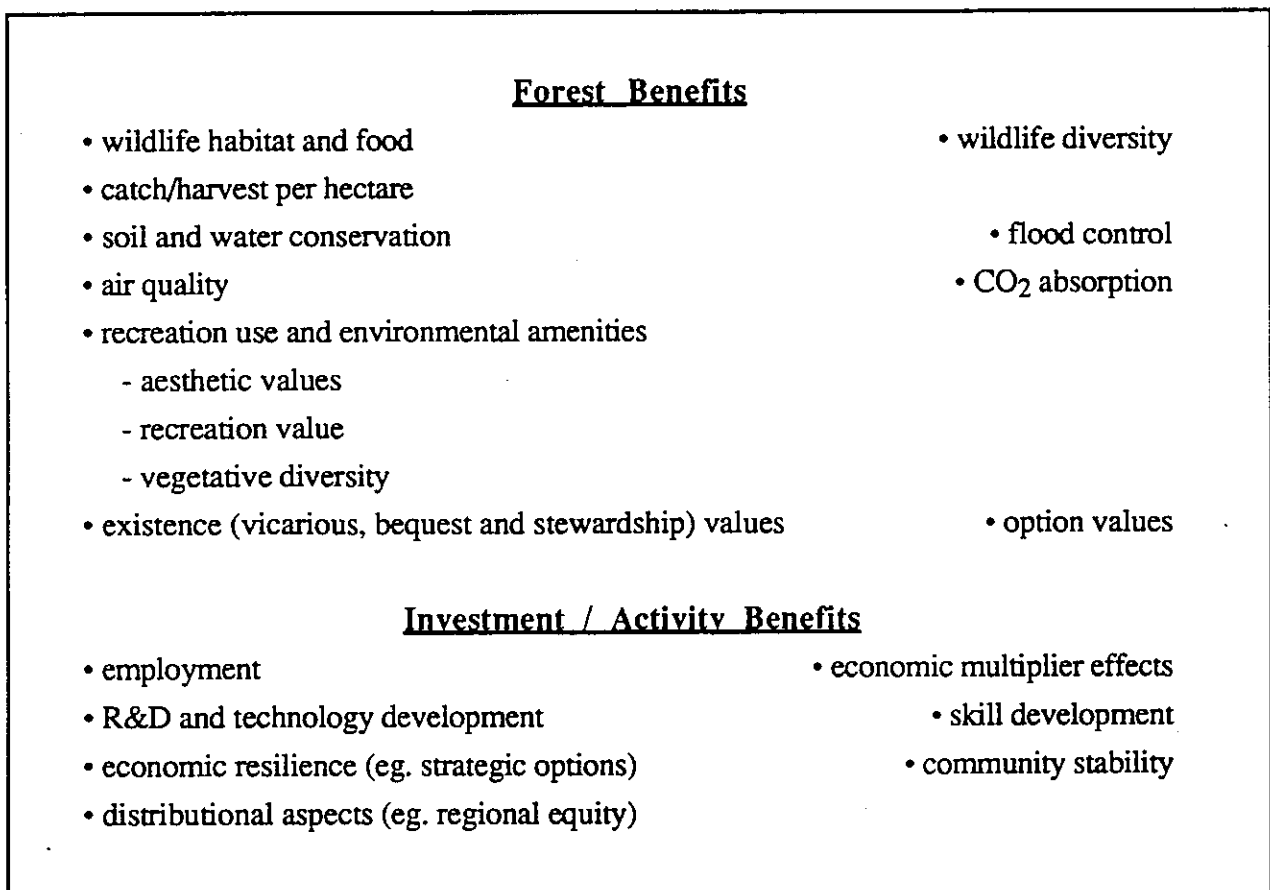 Forest Benefits
• wildlife habitat and food • wildlife diversity
• catch/harvest per hectare
• soil and water conservation • flood control
• air quality • CO2 absorption
• recreation use and environmental amenities
- aesthetic values
- recreation value
- vegetative diversity
• existence (vicarious, bequest and stewardship) values • option values
Investment / Activity Benefits
• employment • economic multiplier effects
• R&D and technology development • skill development
• economic resilience (eg. strategic options) • community stability
• distributional aspects (eg. regional equity)